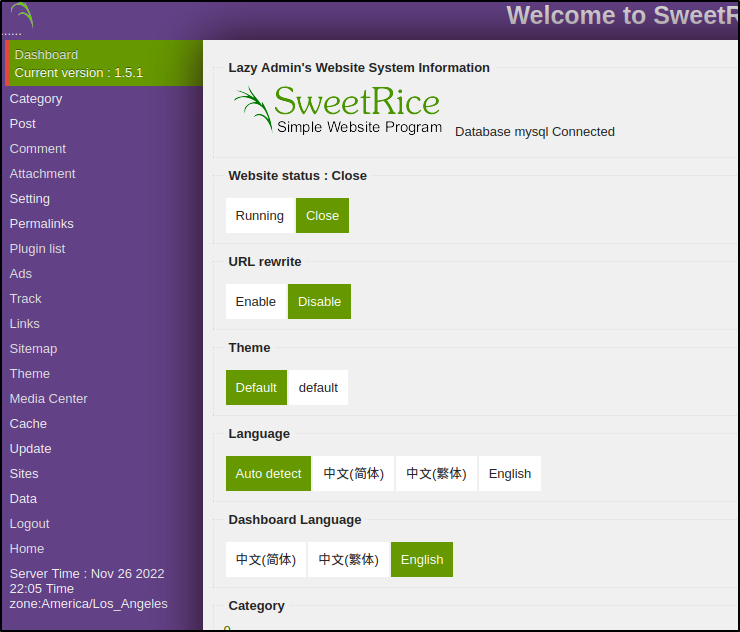 Welcome to SweetR
......
Dashboard
Current version : 1.5.1
Category
Post
Comment
Attachment
Setting
Permalinks
Plugin list
Ads
Track
Links
Sitemap
Theme
Media Center
Cache
Update
Sites
Data
Logout
Home
Server Time : Nov 26 2022
22:05 Time
zone:America/Los_Angeles
Lazy Admin's Website System Information
SweetRice
Simple Website Program
Database mysql Connected
Website status : Close
Running Close
URL rewrite
Enable Disable
Theme
Default default
Language
Auto detect 中文(简体) 中文(繁体) English
Dashboard Language
中文(简体) 中文(繁体) English
Category